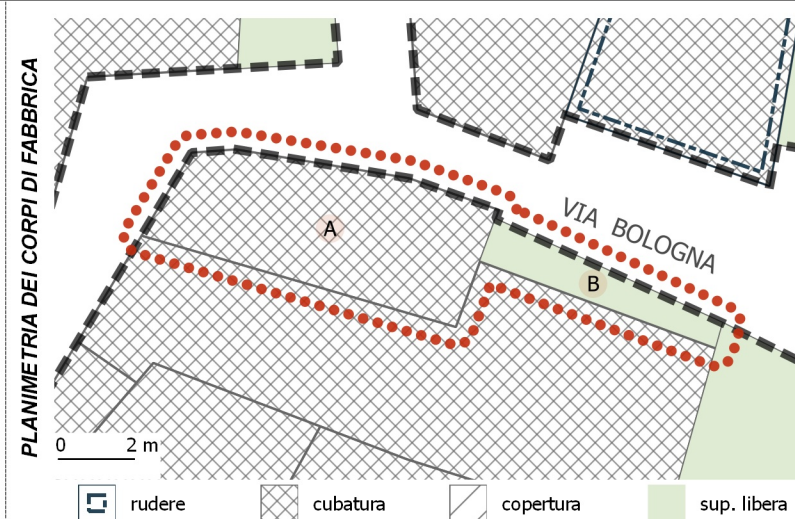 PLANIMETRIA DEI CORPI DI FABBRICA
A
VIA BOLOGNA
B
0 2 m
rudere cubatura copertura sup. libera